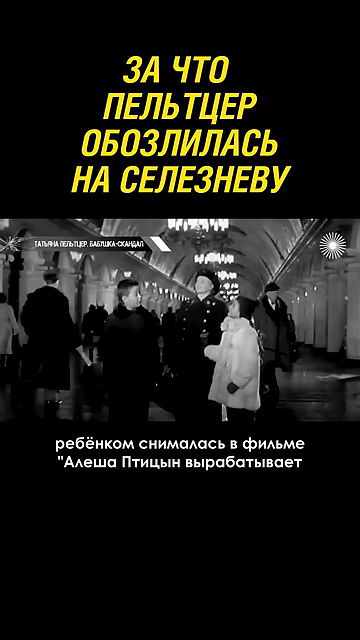 ЗА ЧТО
ПЕЛЬТЦЕР
ОБОЗЛИЛАСЬ
НА СЕЛЕЗНЕВУ
ТАТЬЯНА ПЕЛЬТЦЕР. БАБУШКА-СКАНДАЛ
ребёнком снималась в фильме
"Алеша Птицын вырабатывает